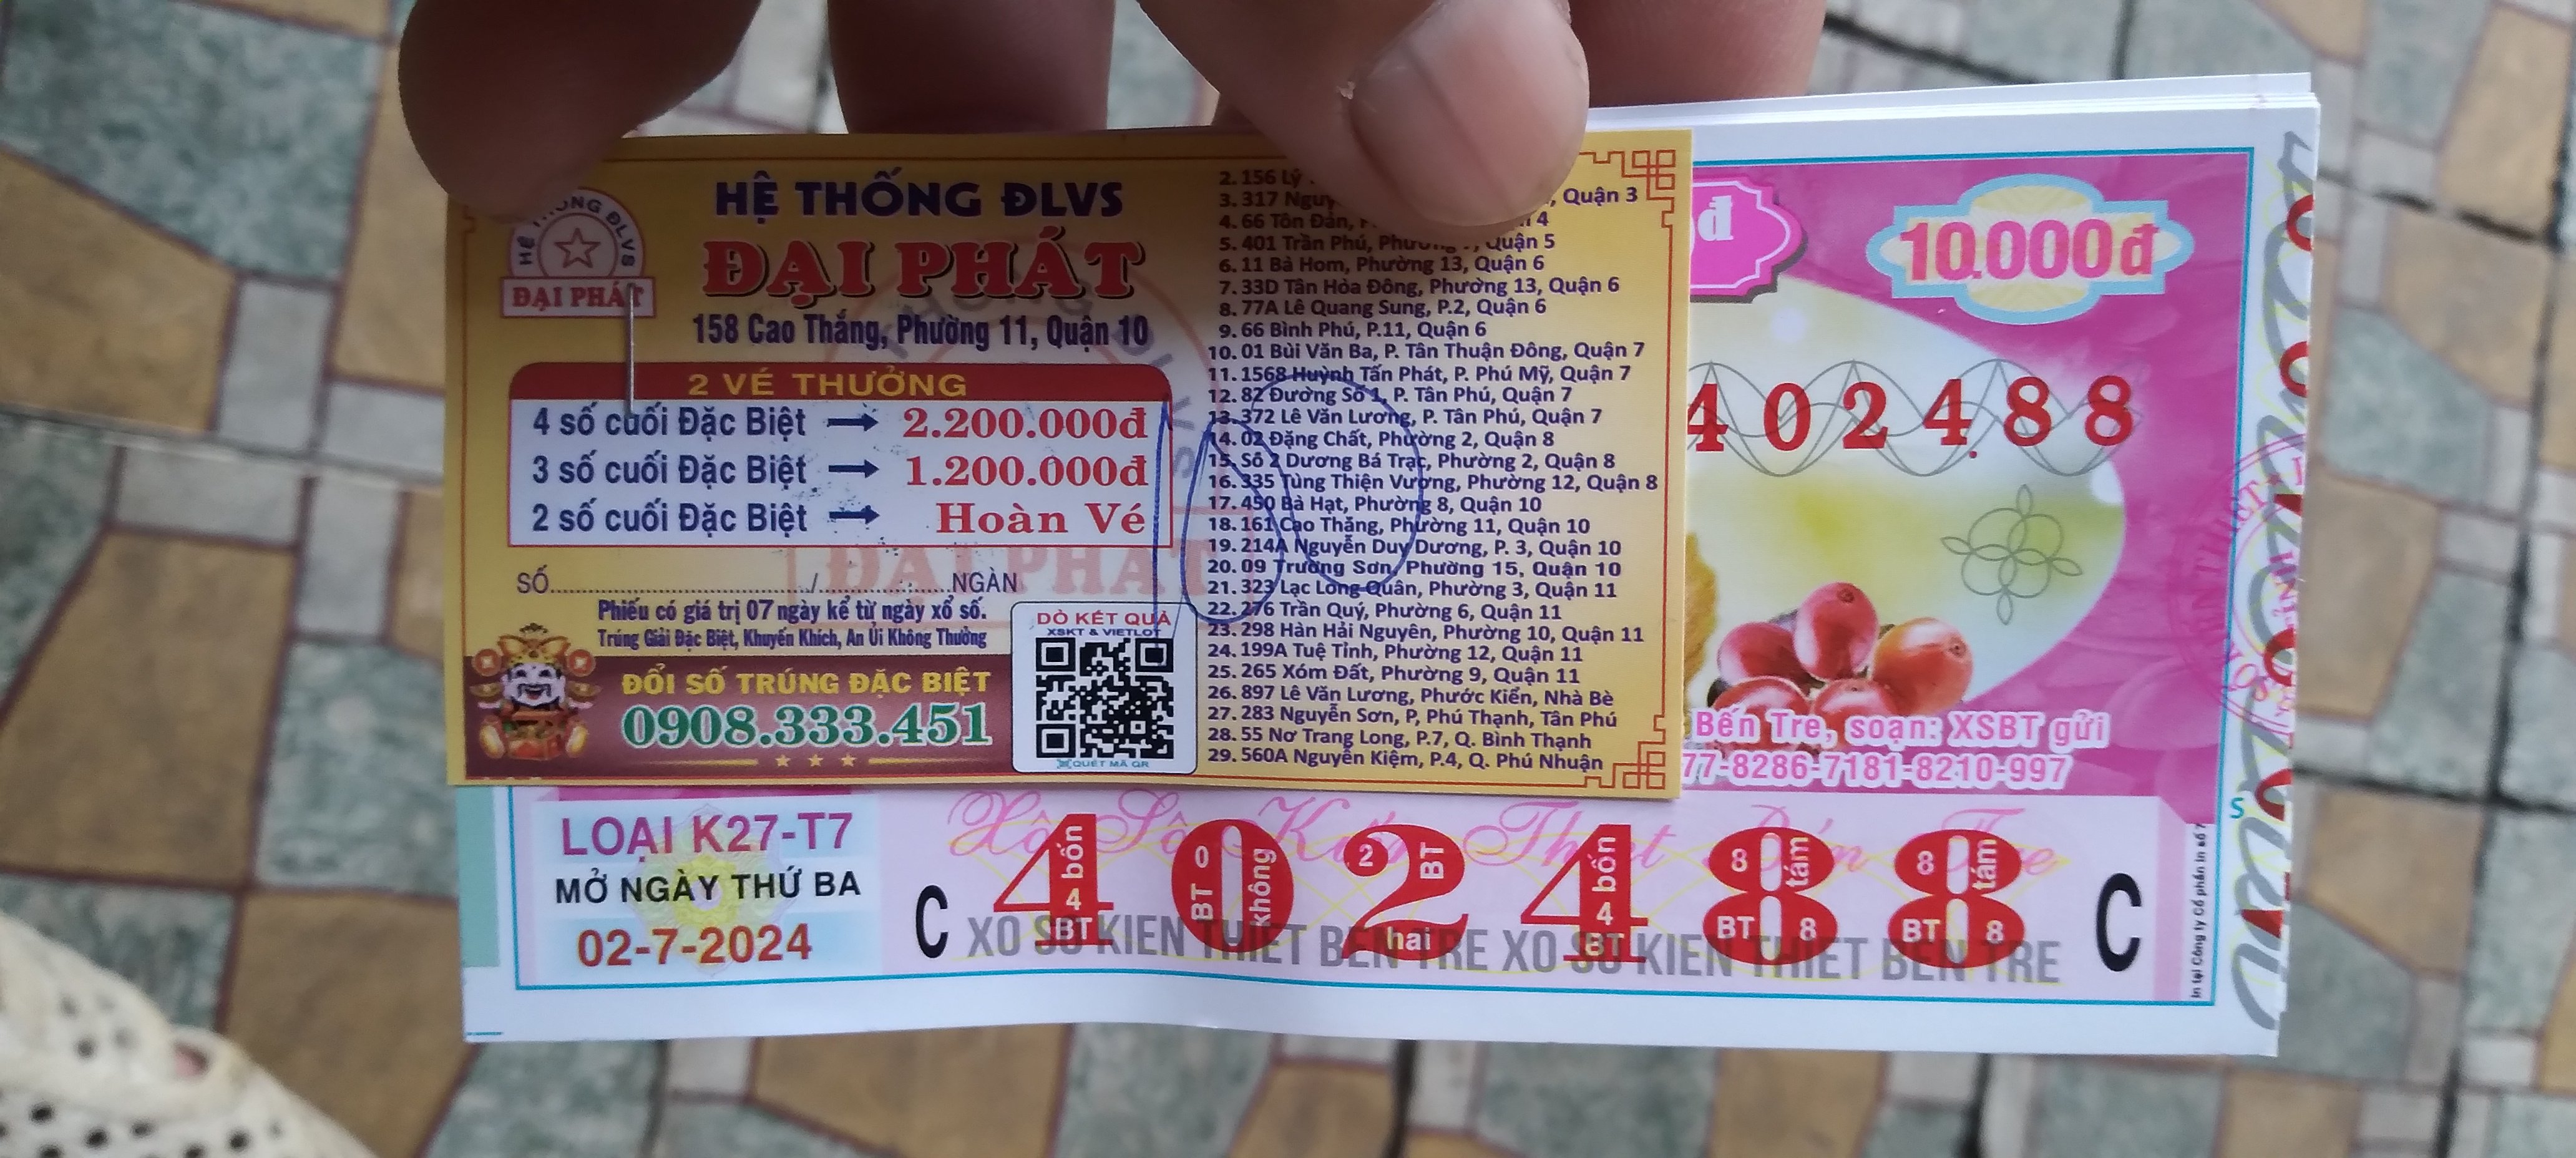 HỆ THỐNG ĐLVS
ĐẠI PHÁT
HỆ THỐNG ĐLVS
ĐẠI PHÁT
158 Cao Thắng, Phường 11, Quận 10
2 VÉ THƯỞNG
4 số cuối Đặc Biệt → 2.200.000đ
3 số cuối Đặc Biệt → 1.200.000đ
2 số cuối Đặc Biệt → Hoàn Vé
SỐ............................../....................NGÀN
Phiếu có giá trị 07 ngày kể từ ngày xổ số.
Trúng Giải Đặc Biệt, Khuyến Khích, An Ủi Không Thưởng
ĐỔI SỐ TRÚNG ĐẶC BIỆT
0908.333.451
DÒ KẾT QUẢ
XSKT & VIETLOT
QUÉT MÃ QR
2. 156 Lý
3. 317 , Quận 3
4. 66 Tôn Đản, 4
5. 401 Trần Phú, Quận 5
6. 11 Bà Hom, Phường 13, Quận 6
7. 33D Tân Hòa Đông, Phường 13, Quận 6
8. 77A Lê Quang Sung, P.2, Quận 6
9. 66 Bình Phú, P.11, Quận 6
10. 01 Bùi Văn Ba, P. Tân Thuận Đông, Quận 7
11. 1568 Huỳnh Tấn Phát, P. Phú Mỹ, Quận 7
12. 82 Đường Số 1, P. Tân Phú, Quận 7
13. 372 Lê Văn Lương, P. Tân Phú, Quận 7
14. 02 Đặng Chất, Phường 2, Quận 8
15. Số 2 Dương Bá Trạc, Phường 2, Quận 8
16. 335 Tùng Thiện Vương, Phường 12, Quận 8
17. 450 Bà Hạt, Phường 8, Quận 10
18. 161 Cao Thắng, Phường 11, Quận 10
19. 214A Nguyễn Duy Dương, P. 3, Quận 10
20. 09 Trường Sơn, Phường 15, Quận 10
21. 323 Lạc Long Quân, Phường 3, Quận 11
22. 276 Trần Quý, Phường 6, Quận 11
23. 298 Hàn Hải Nguyên, Phường 10, Quận 11
24. 199A Tuệ Tỉnh, Phường 12, Quận 11
25. 265 Xóm Đất, Phường 9, Quận 11
26. 897 Lê Văn Lương, Phước Kiển, Nhà Bè
27. 283 Nguyễn Sơn, P, Phú Thạnh, Tân Phú
28. 55 Nơ Trang Long, P.7, Q. Bình Thạnh
29. 560A Nguyễn Kiệm, P.4, Q. Phú Nhuận
đ
10.000đ
402488
Bến Tre, soạn: XSBT gửi
77-8286-7181-8210-997
LOẠI K27-T7
MỞ NGÀY THỨ BA
02-7-2024
Xổ Số Kiến Thiết Bến Tre
C 402488 C
XO SO KIEN THIET BEN TRE XO SO KIEN THIET BEN TRE